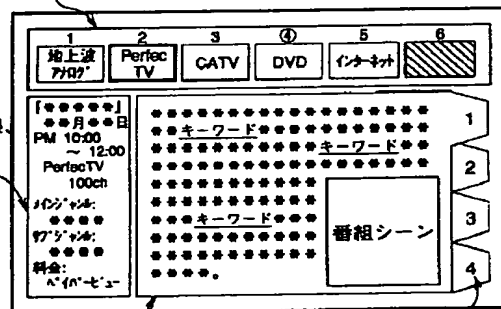 1 2 3 ④ 5 6
地上波 アナログ
Perfec TV
CATV
DVD
インターネット
『*****』
**月**日
PM 10:00
～ 12:00
PerfecTV
100ch
メインジャンル:
****
サブジャンル:
****
料金:
ペイパービュー
****************
**キーワード*********
***********キーワード**
****************
**********
**********
***キーワード***
**********
**********
****。
番組シーン
1
2
3
4